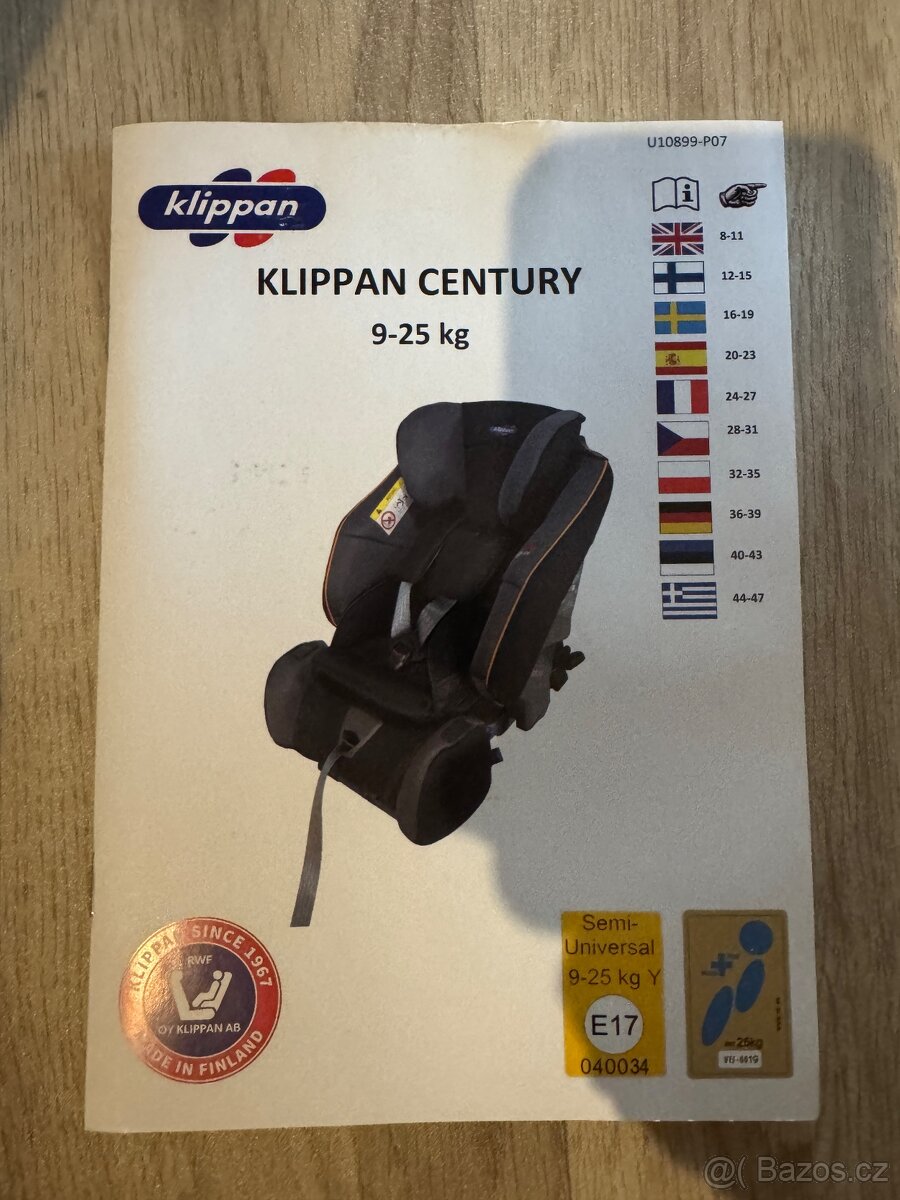 U10899-P07
klippan
KLIPPAN CENTURY
9-25 kg
8-11
12-15
16-19
20-23
24-27
28-31
32-35
36-39
40-43
44-47
KLIPPAN SINCE 1967
RWF
OY KLIPPAN AB
MADE IN FINLAND
Semi-
Universal
9-25 kg Y
E17
040034
25kg
@( Bazos.cz